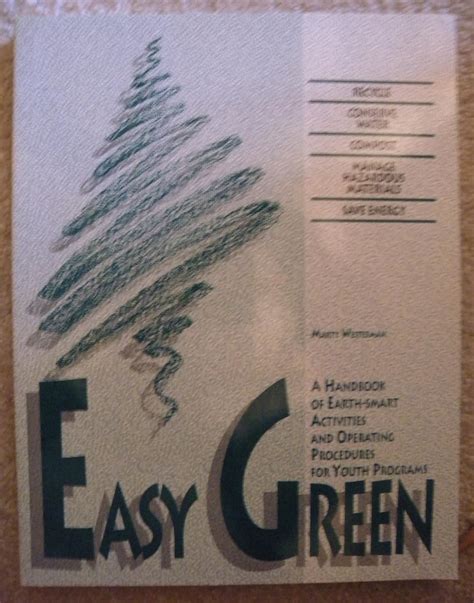 RECYCLE
CONSERVE
WATER
COMPOST
MANAGE
HAZARDOUS
MATERIALS
SAVE ENERGY
MARTY WESTERMAN
A HANDBOOK
OF EARTH-SMART
ACTIVITIES
AND OPERATING
PROCEDURES
FOR YOUTH PROGRAMS
EASY GREEN